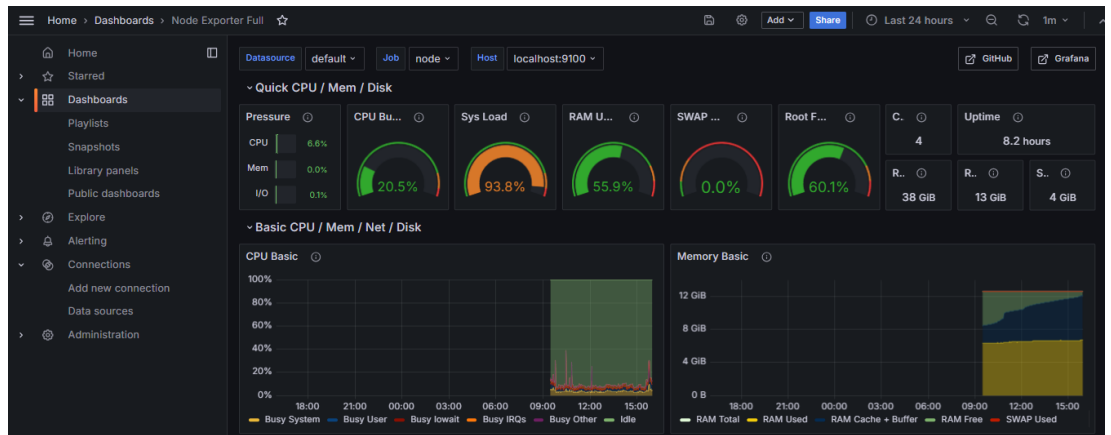 Home > Dashboards > Node Exporter Full
Add
Share
Last 24 hours
1m
Home
Starred
Dashboards
Playlists
Snapshots
Library panels
Public dashboards
Explore
Alerting
Connections
Add new connection
Data sources
Administration
Datasource default Job node Host localhost:9100
GitHub
Grafana
Quick CPU / Mem / Disk
Pressure
CPU 6.6%
Mem 0.0%
I/O 0.1%
CPU Bu...
20.5%
Sys Load
93.8%
RAM U...
55.9%
SWAP ...
0.0%
Root F...
60.1%
C.
4
Uptime
8.2 hours
R..
38 GiB
R..
13 GiB
S..
4 GiB
Basic CPU / Mem / Net / Disk
CPU Basic
100%
80%
60%
40%
20%
0%
18:00 21:00 00:00 03:00 06:00 09:00 12:00 15:00
Busy System Busy User Busy Iowait Busy IRQs Busy Other Idle
Memory Basic
12 GiB
8 GiB
4 GiB
0 B
18:00 21:00 00:00 03:00 06:00 09:00 12:00 15:00
RAM Total RAM Used RAM Cache + Buffer RAM Free SWAP Used